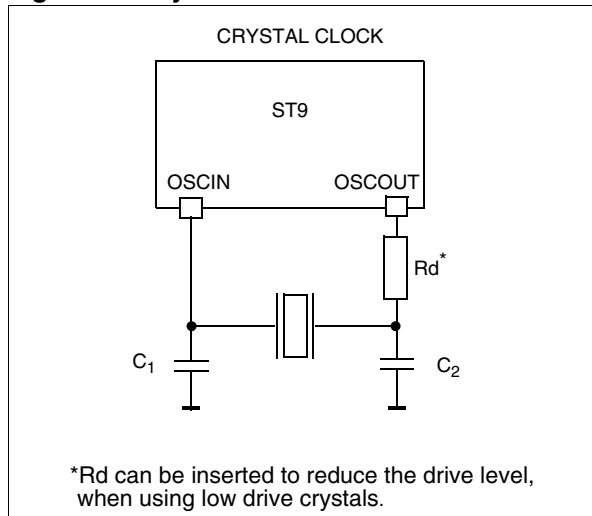 CRYSTAL CLOCK
ST9
OSCIN
OSCOUT
Rd*
C1
C2
*Rd can be inserted to reduce the drive level,
when using low drive crystals.